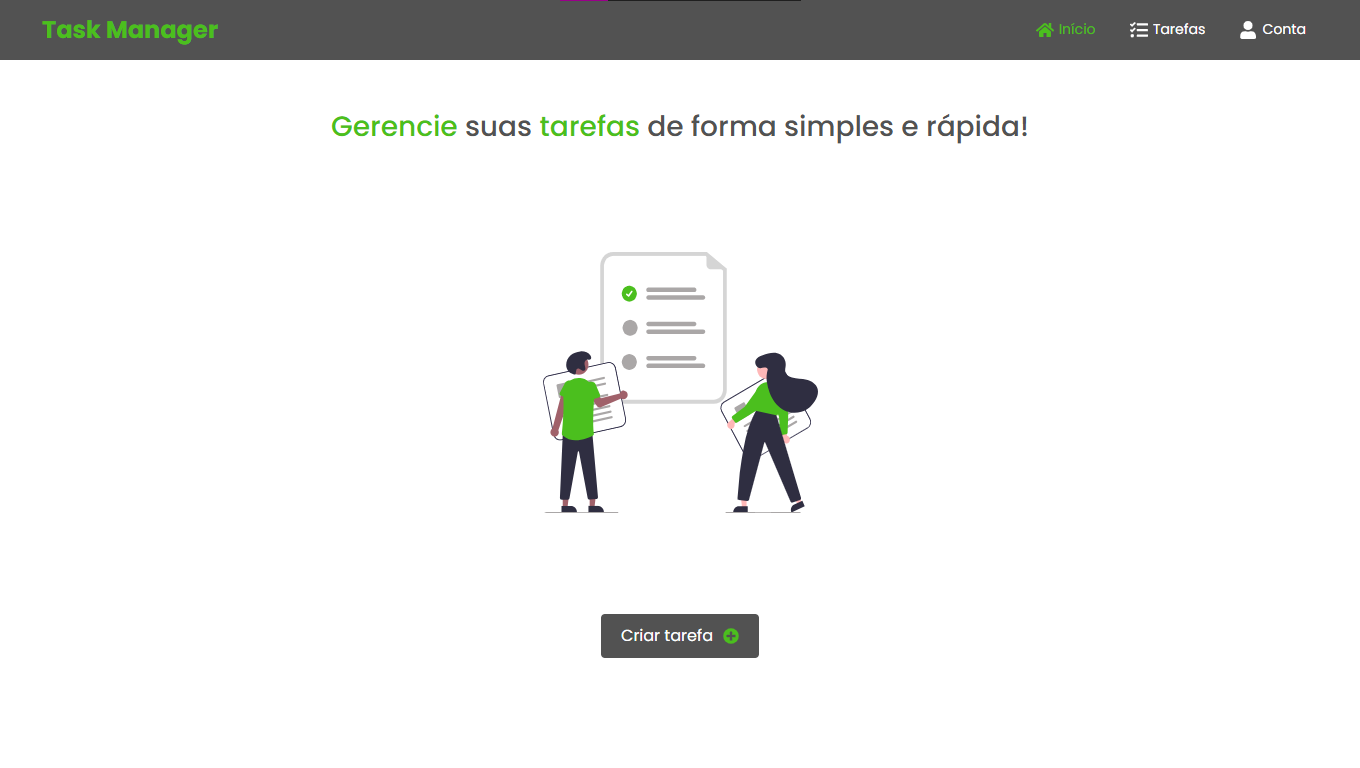 Task Manager
Início
Tarefas
Conta
Gerencie suas tarefas de forma simples e rápida!
Criar tarefa